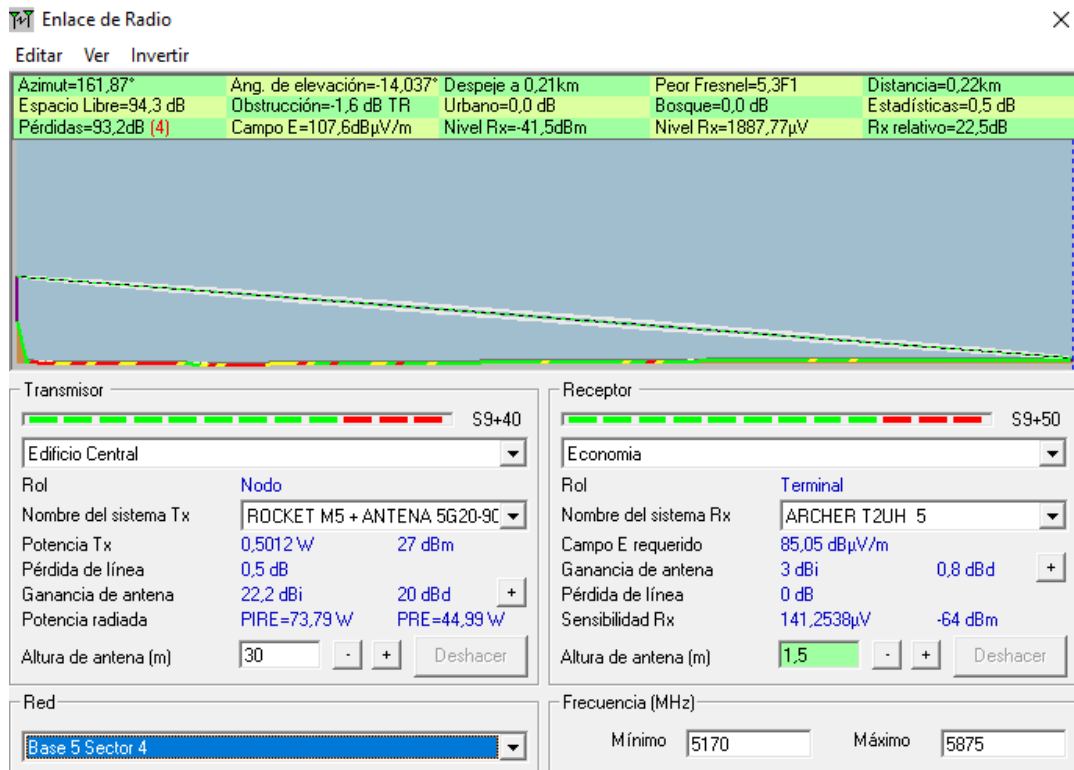 Enlace de Radio
Editar Ver Invertir
Azimut=161,87° Ang. de elevación=-14,037° Despeje a 0,21km Peor Fresnel=5,3F1 Distancia=0,22km
Espacio Libre=94,3 dB Obstrucción=-1,6 dB TR Urbano=0,0 dB Bosque=0,0 dB Estadísticas=0,5 dB
Pérdidas=93,2dB (4) Campo E=107,6dBµV/m Nivel Rx=-41,5dBm Nivel Rx=1887,77µV Rx relativo=22,5dB
Transmisor
S9+40
Edificio Central
Rol Nodo
Nombre del sistema Tx ROCKET M5 + ANTENA 5G20-90
Potencia Tx 0,5012 W 27 dBm
Pérdida de línea 0,5 dB
Ganancia de antena 22,2 dBi 20 dBd +
Potencia radiada PIRE=73,79 W PRE=44,99 W
Altura de antena (m) 30 - + Deshacer
Red
Base 5 Sector 4
Receptor
S9+50
Economia
Rol Terminal
Nombre del sistema Rx ARCHER T2UH 5
Campo E requerido 85,05 dBµV/m
Ganancia de antena 3 dBi 0,8 dBd +
Pérdida de línea 0 dB
Sensibilidad Rx 141,2538µV -64 dBm
Altura de antena (m) 1,5 - + Deshacer
Frecuencia (MHz)
Mínimo 5170 Máximo 5875